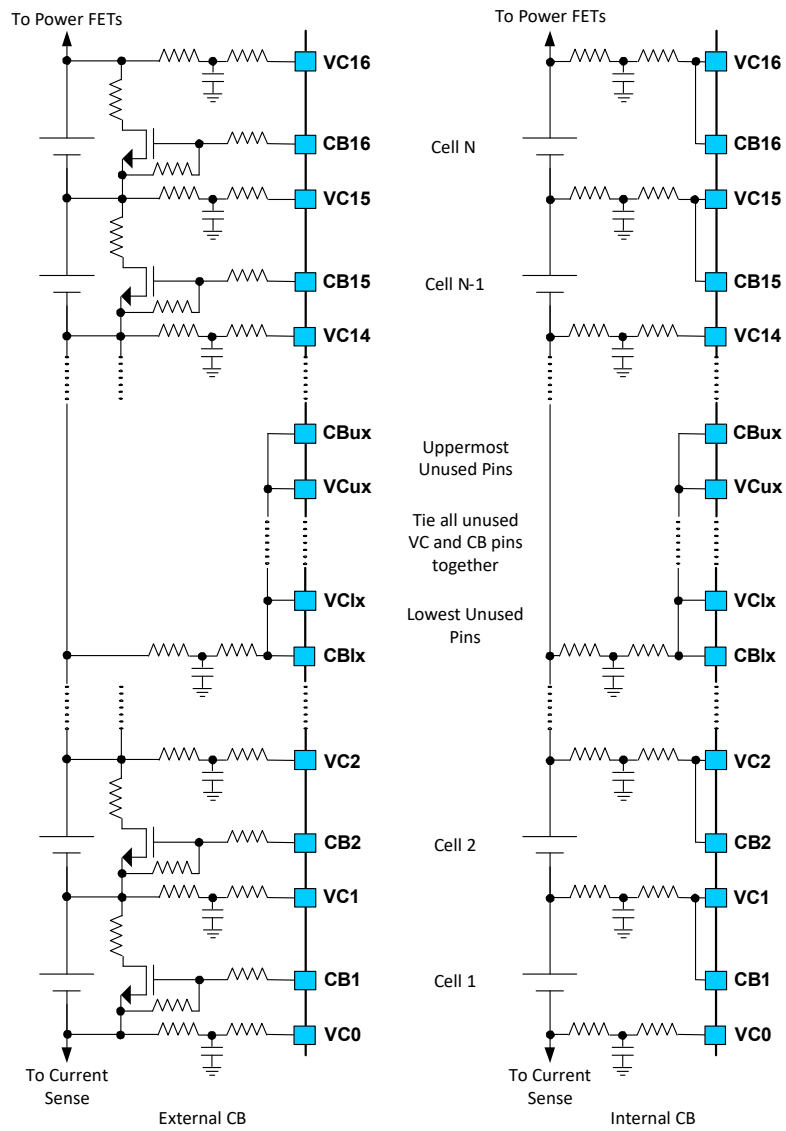 To Power FETs
VC16
CB16
VC15
CB15
VC14
CBux
VCux
VClx
CBlx
VC2
CB2
VC1
CB1
VC0
To Current
Sense
External CB
Cell N
Cell N-1
Uppermost
Unused Pins
Tie all unused
VC and CB pins
together
Lowest Unused
Pins
Cell 2
Cell 1
To Power FETs
VC16
CB16
VC15
CB15
VC14
CBux
VCux
VClx
CBlx
VC2
CB2
VC1
CB1
VC0
To Current
Sense
Internal CB